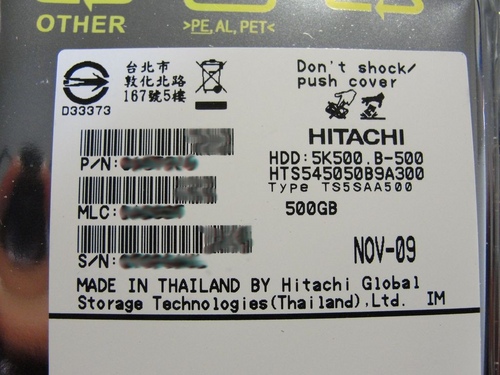 OTHER
>PE,AL,PET<
台北市
敦化北路
167號5樓
D33373
Don't shock/
push cover
HITACHI
HDD:5K500.B-500
HTS545050B9A300
Type TS5SAA500
500GB
P/N:
MLC:
S/N:
NOV-09
MADE IN THAILAND BY Hitachi Global
Storage Technologies(Thailand),Ltd. IM